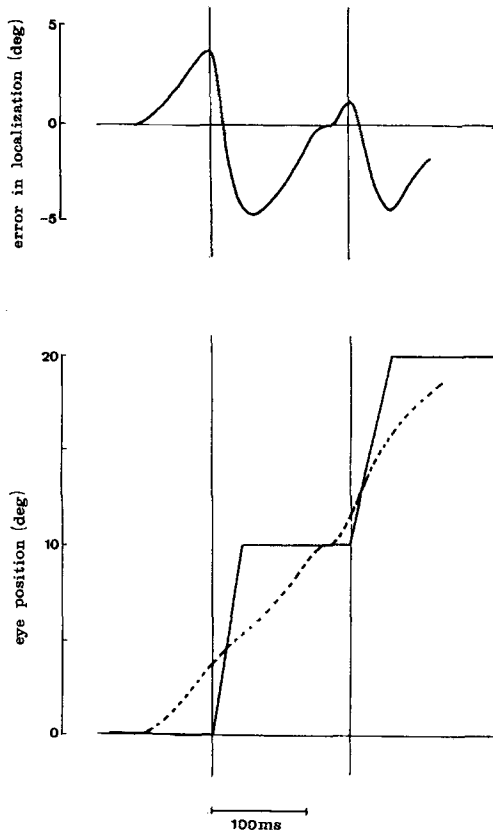 5
0
-5
error in localization (deg)
20
10
0
eye position (deg)
100ms